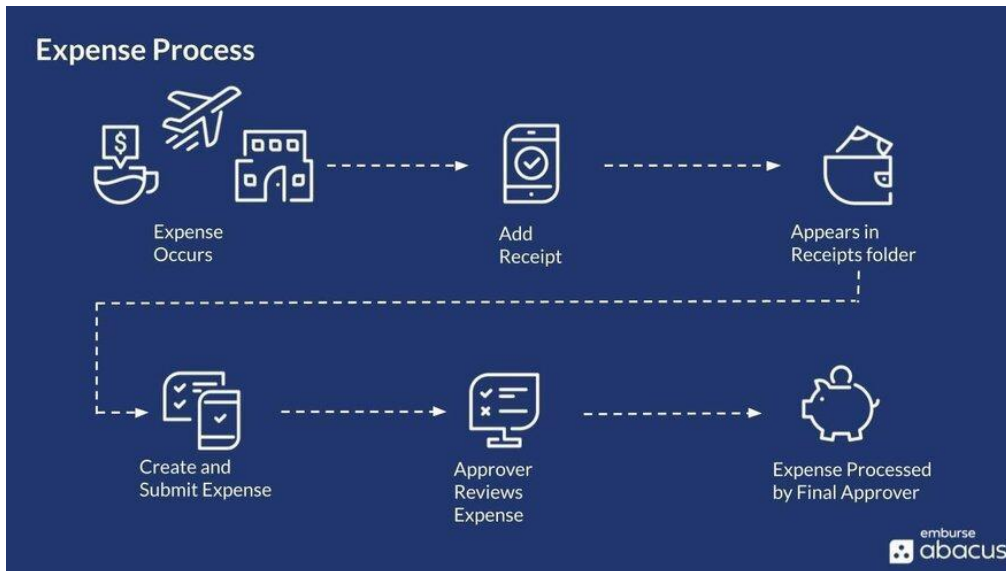 Expense Process
$
Expense
Occurs
Add
Receipt
Appears in
Receipts folder
Create and
Submit Expense
Approver
Reviews
Expense
Expense Processed
by Final Approver
emburse
abacus